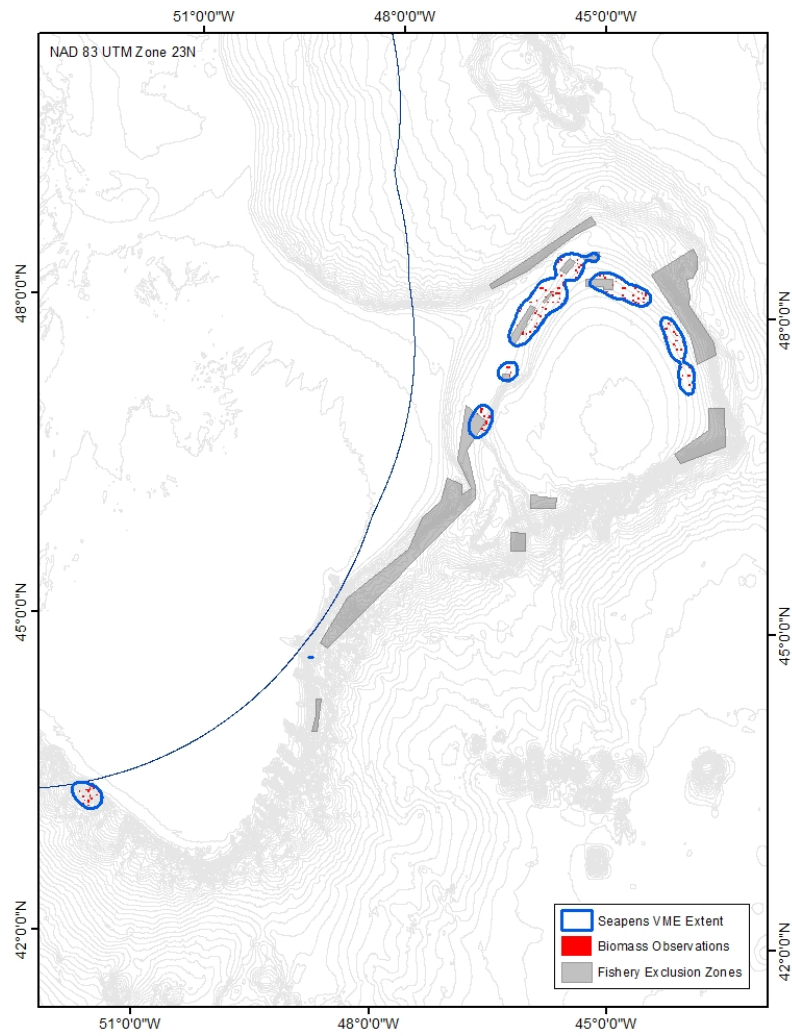 51°0'0"W 48°0'0"W 45°0'0"W
NAD 83 UTM Zone 23N
48°0'0"N
48°0'0"N
45°0'0"N
45°0'0"N
Seapens VME Extent
Biomass Observations
Fishery Exclusion Zones
42°0'0"N
42°0'0"N
51°0'0"W 48°0'0"W 45°0'0"W